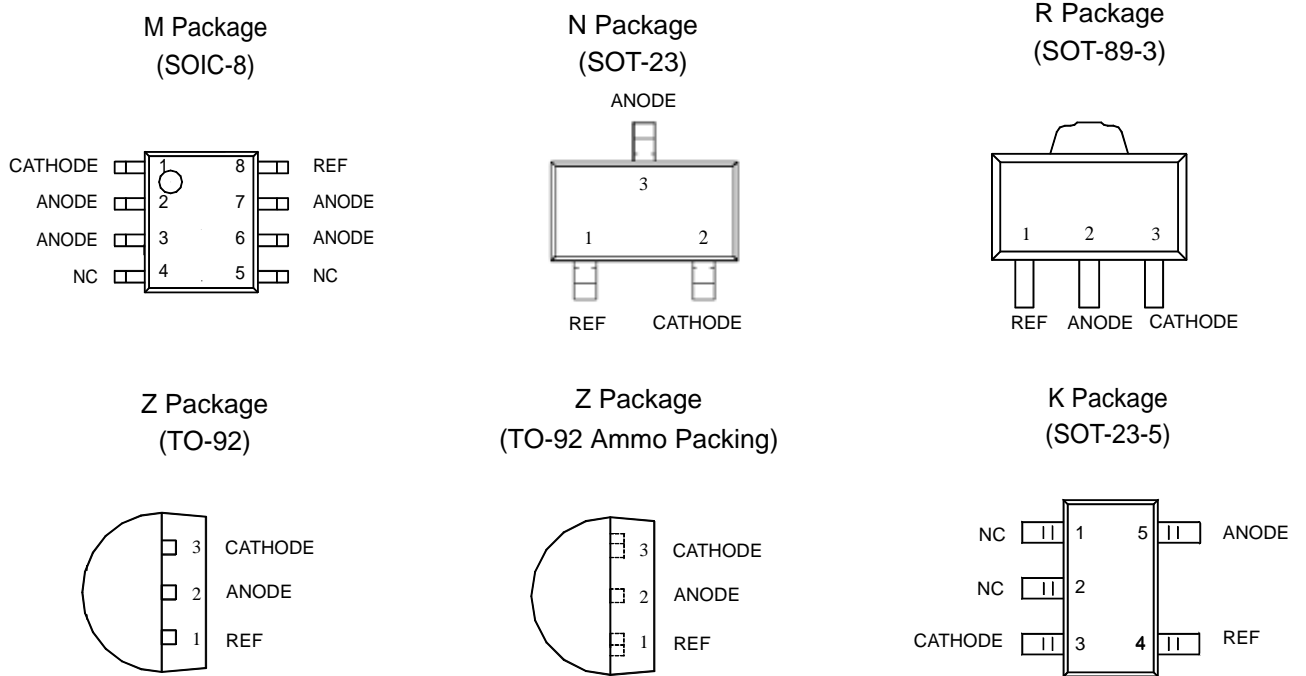 M Package
(SOIC-8)
CATHODE 1 8 REF
ANODE 2 7 ANODE
ANODE 3 6 ANODE
NC 4 5 NC
N Package
(SOT-23)
ANODE
3
1 2
REF CATHODE
R Package
(SOT-89-3)
1 2 3
REF ANODE CATHODE
Z Package
(TO-92)
3 CATHODE
2 ANODE
1 REF
Z Package
(TO-92 Ammo Packing)
3 CATHODE
2 ANODE
1 REF
K Package
(SOT-23-5)
NC 1 5 ANODE
NC 2
CATHODE 3 4 REF